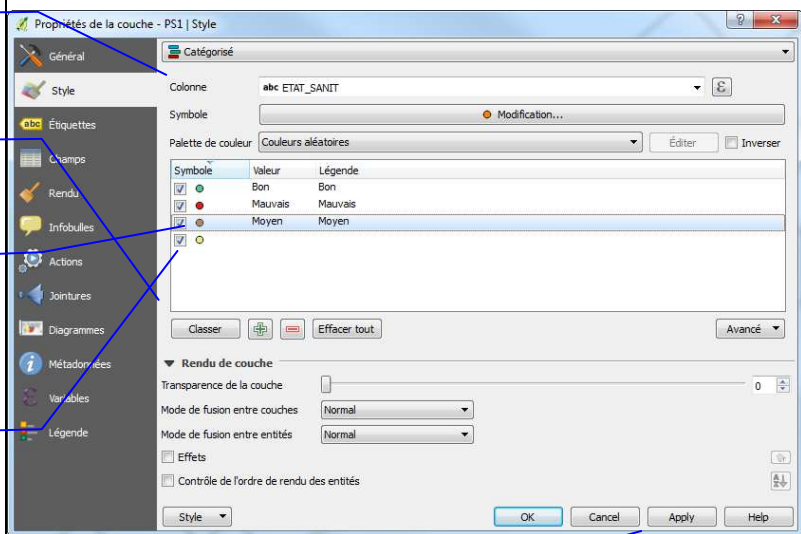 Propriétés de la couche - PS1 | Style
Général
Style
Étiquettes
Champs
Rendu
Infobulles
Actions
Jointures
Diagrammes
Métadonnées
Variables
Légende
Catégorisé
Colonne abc ETAT_SANIT ε
Symbole Modification...
Palette de couleur Couleurs aléatoires Éditer Inverser
Symbole Valeur Légende
Bon Bon
Mauvais Mauvais
Moyen Moyen
Classer Effacer tout Avancé
Rendu de couche
Transparence de la couche 0
Mode de fusion entre couches Normal
Mode de fusion entre entités Normal
Effets
Contrôle de l'ordre de rendu des entités
Style OK Cancel Apply Help